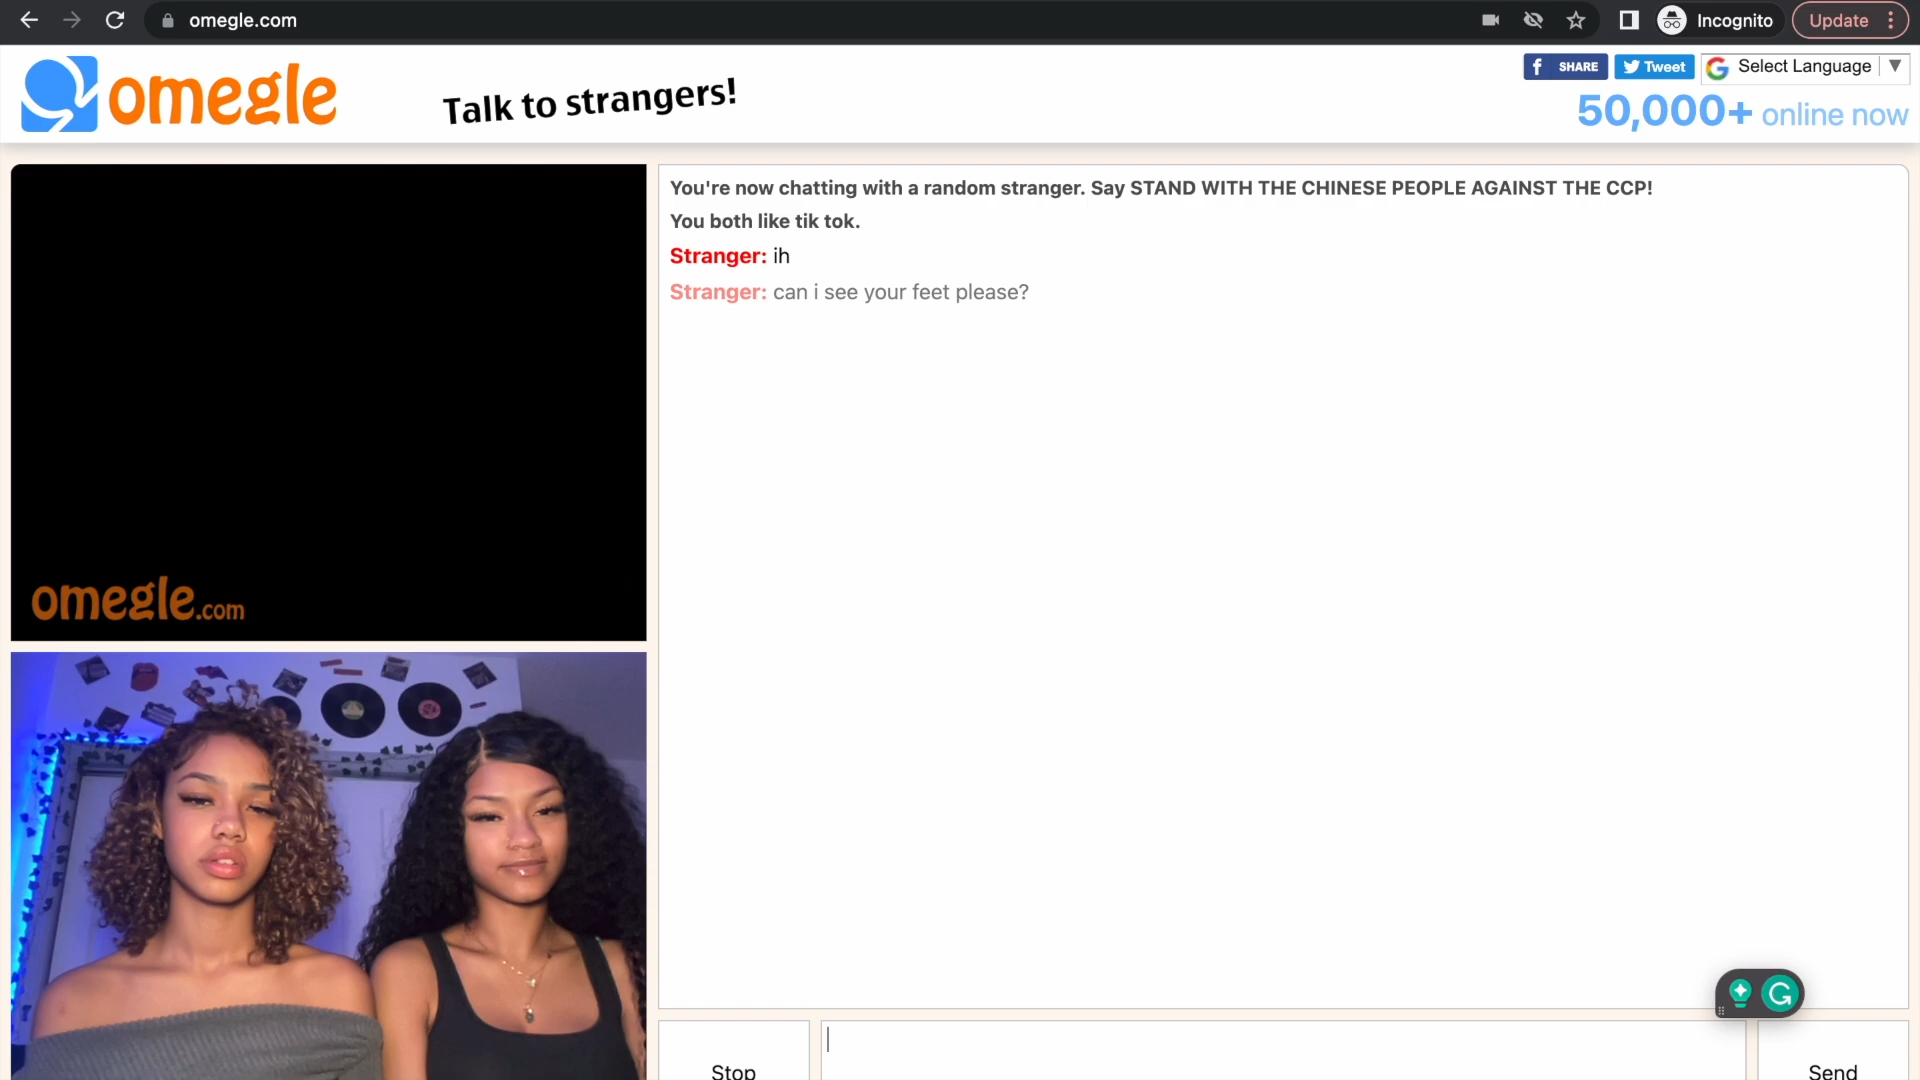 omegle.com
Incognito
Update
omegle
Talk to strangers!
SHARE
Tweet
Select Language
50,000+ online now
You're now chatting with a random stranger. Say STAND WITH THE CHINESE PEOPLE AGAINST THE CCP!
You both like tik tok.
Stranger: ih
Stranger: can i see your feet please?
omegle.com
Stop
Send